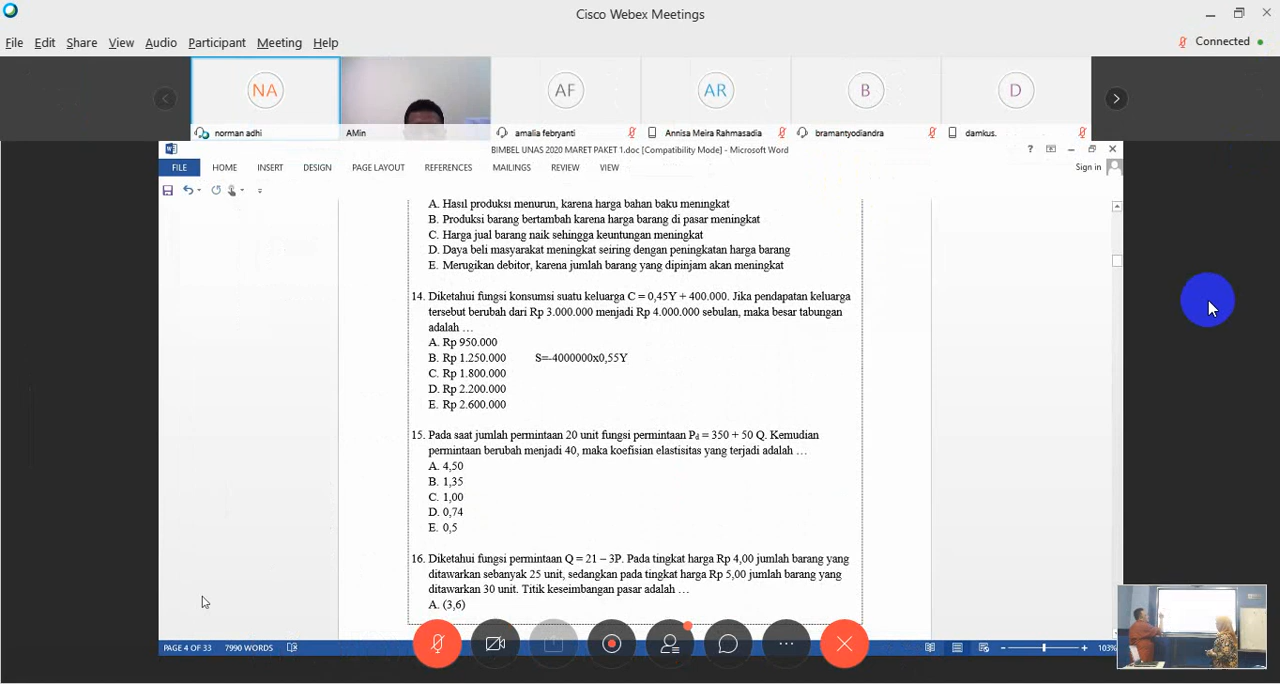 Cisco Webex Meetings
File Edit Share View Audio Participant Meeting Help
Connected
NA
AF
AR
B
D
norman adhi
AMin
amalia febryanti
Annisa Meira Rahmasadia
bramantyodiandra
damkus.
BIMBEL UNAS 2020 MARET PAKET 1.doc [Compatibility Mode] - Microsoft Word
FILE HOME INSERT DESIGN PAGE LAYOUT REFERENCES MAILINGS REVIEW VIEW
Sign in
A. Hasil produksi menurun, karena harga bahan baku meningkat
B. Produksi barang bertambah karena harga barang di pasar meningkat
C. Harga jual barang naik sehingga keuntungan meningkat
D. Daya beli masyarakat meningkat seiring dengan peningkatan harga barang
E. Merugikan debitor, karena jumlah barang yang dipinjam akan meningkat
14. Diketahui fungsi konsumsi suatu keluarga C = 0,45Y + 400.000. Jika pendapatan keluarga
tersebut berubah dari Rp 3.000.000 menjadi Rp 4.000.000 sebulan, maka besar tabungan
adalah …
A. Rp 950.000
B. Rp 1.250.000 S=-4000000x0,55Y
C. Rp 1.800.000
D. Rp 2.200.000
E. Rp 2.600.000
15. Pada saat jumlah permintaan 20 unit fungsi permintaan Pd = 350 + 50 Q. Kemudian
permintaan berubah menjadi 40, maka koefisian elastisitas yang terjadi adalah …
A. 4,50
B. 1,35
C. 1,00
D. 0,74
E. 0,5
16. Diketahui fungsi permintaan Q = 21 – 3P. Pada tingkat harga Rp 4,00 jumlah barang yang
ditawarkan sebanyak 25 unit, sedangkan pada tingkat harga Rp 5,00 jumlah barang yang
ditawarkan 30 unit. Titik keseimbangan pasar adalah …
A. (3,6)
PAGE 4 OF 33 7990 WORDS
103%